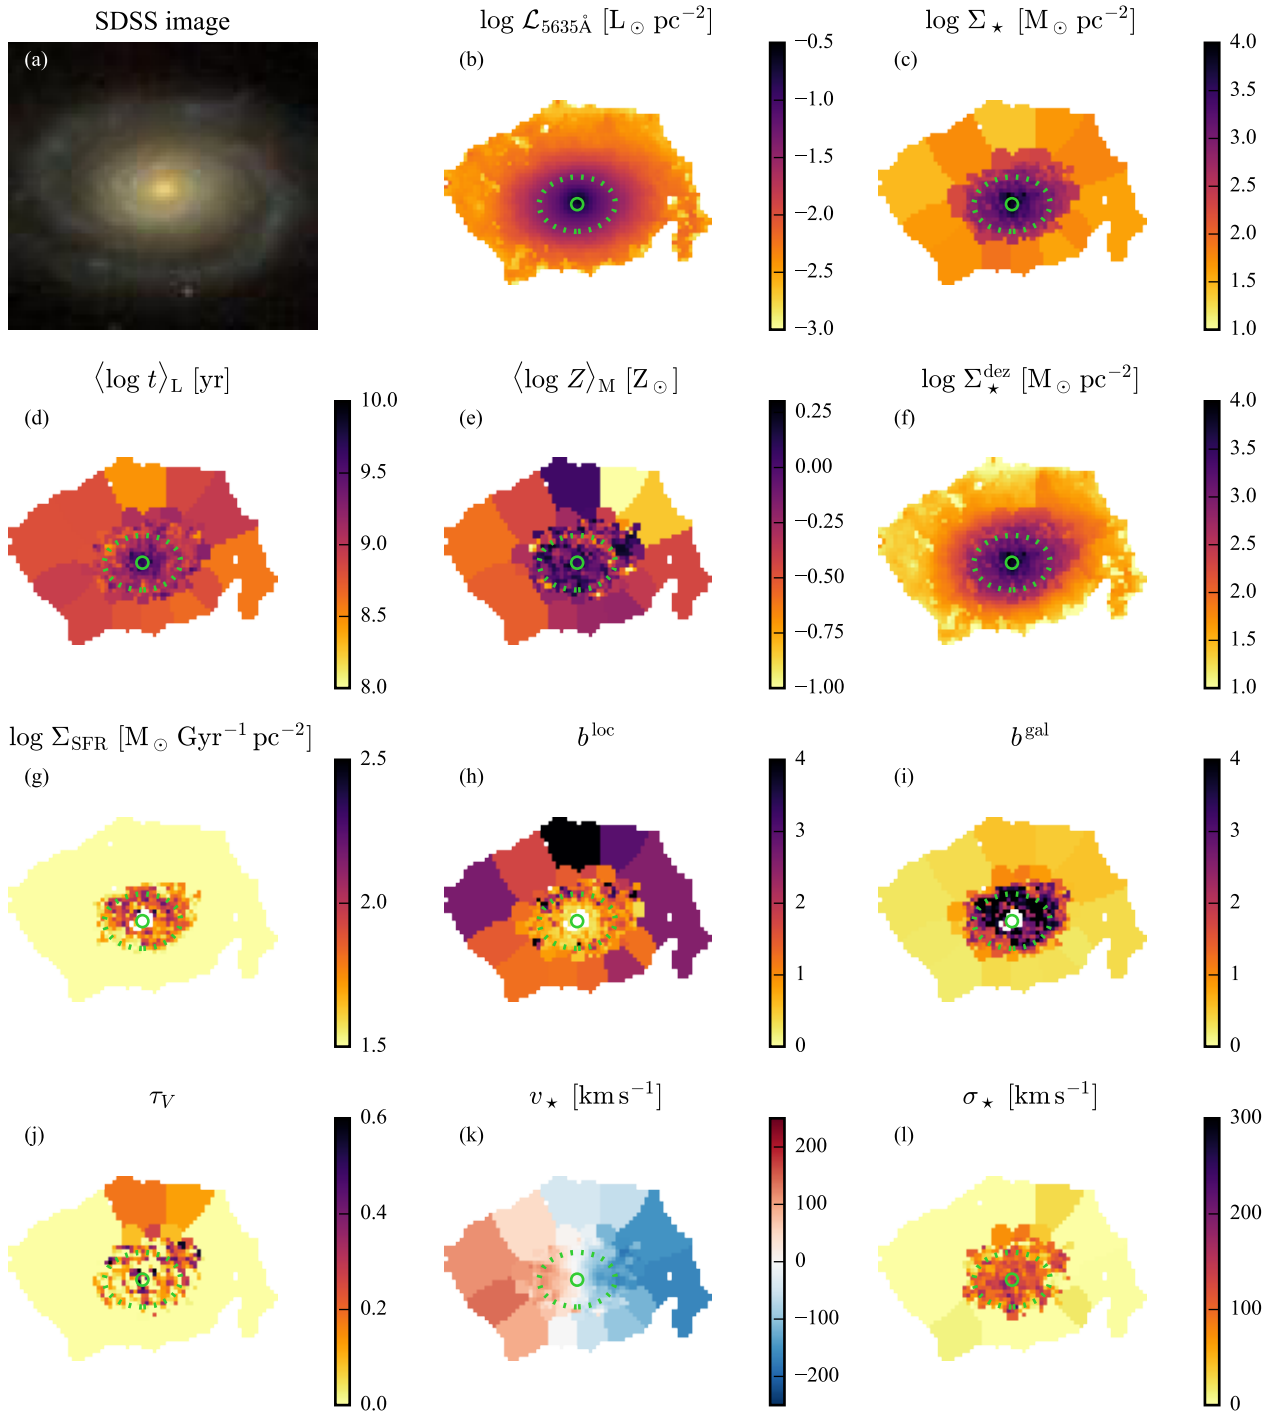 SDSS image
(a)
log ℒ₅₆₃₅Å [L⊙ pc⁻²]
(b)
−0.5
−1.0
−1.5
−2.0
−2.5
−3.0
log Σ⋆ [M⊙ pc⁻²]
(c)
4.0
3.5
3.0
2.5
2.0
1.5
1.0
⟨log t⟩L [yr]
(d)
10.0
9.5
9.0
8.5
8.0
⟨log Z⟩M [Z⊙]
(e)
0.25
0.00
−0.25
−0.50
−0.75
−1.00
log Σ⋆^dez [M⊙ pc⁻²]
(f)
4.0
3.5
3.0
2.5
2.0
1.5
1.0
log Σ_SFR [M⊙ Gyr⁻¹ pc⁻²]
(g)
2.5
2.0
1.5
b^loc
(h)
4
3
2
1
0
b^gal
(i)
4
3
2
1
0
τ_V
(j)
0.6
0.4
0.2
0.0
v⋆ [km s⁻¹]
(k)
200
100
0
−100
−200
σ⋆ [km s⁻¹]
(l)
300
200
100
0